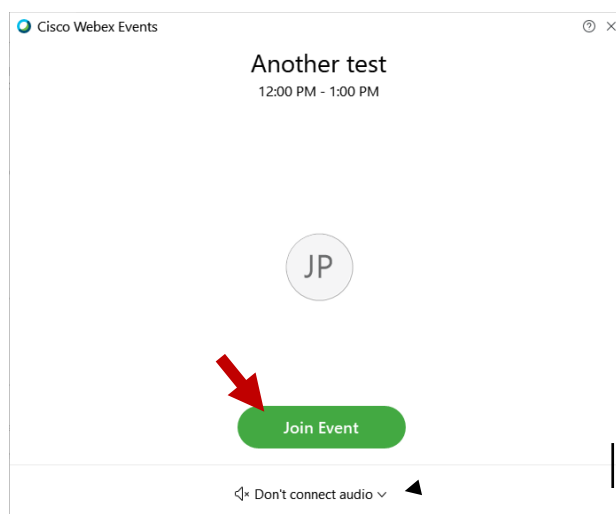 Cisco Webex Events
Another test
12:00 PM - 1:00 PM
JP
Join Event
Don't connect audio